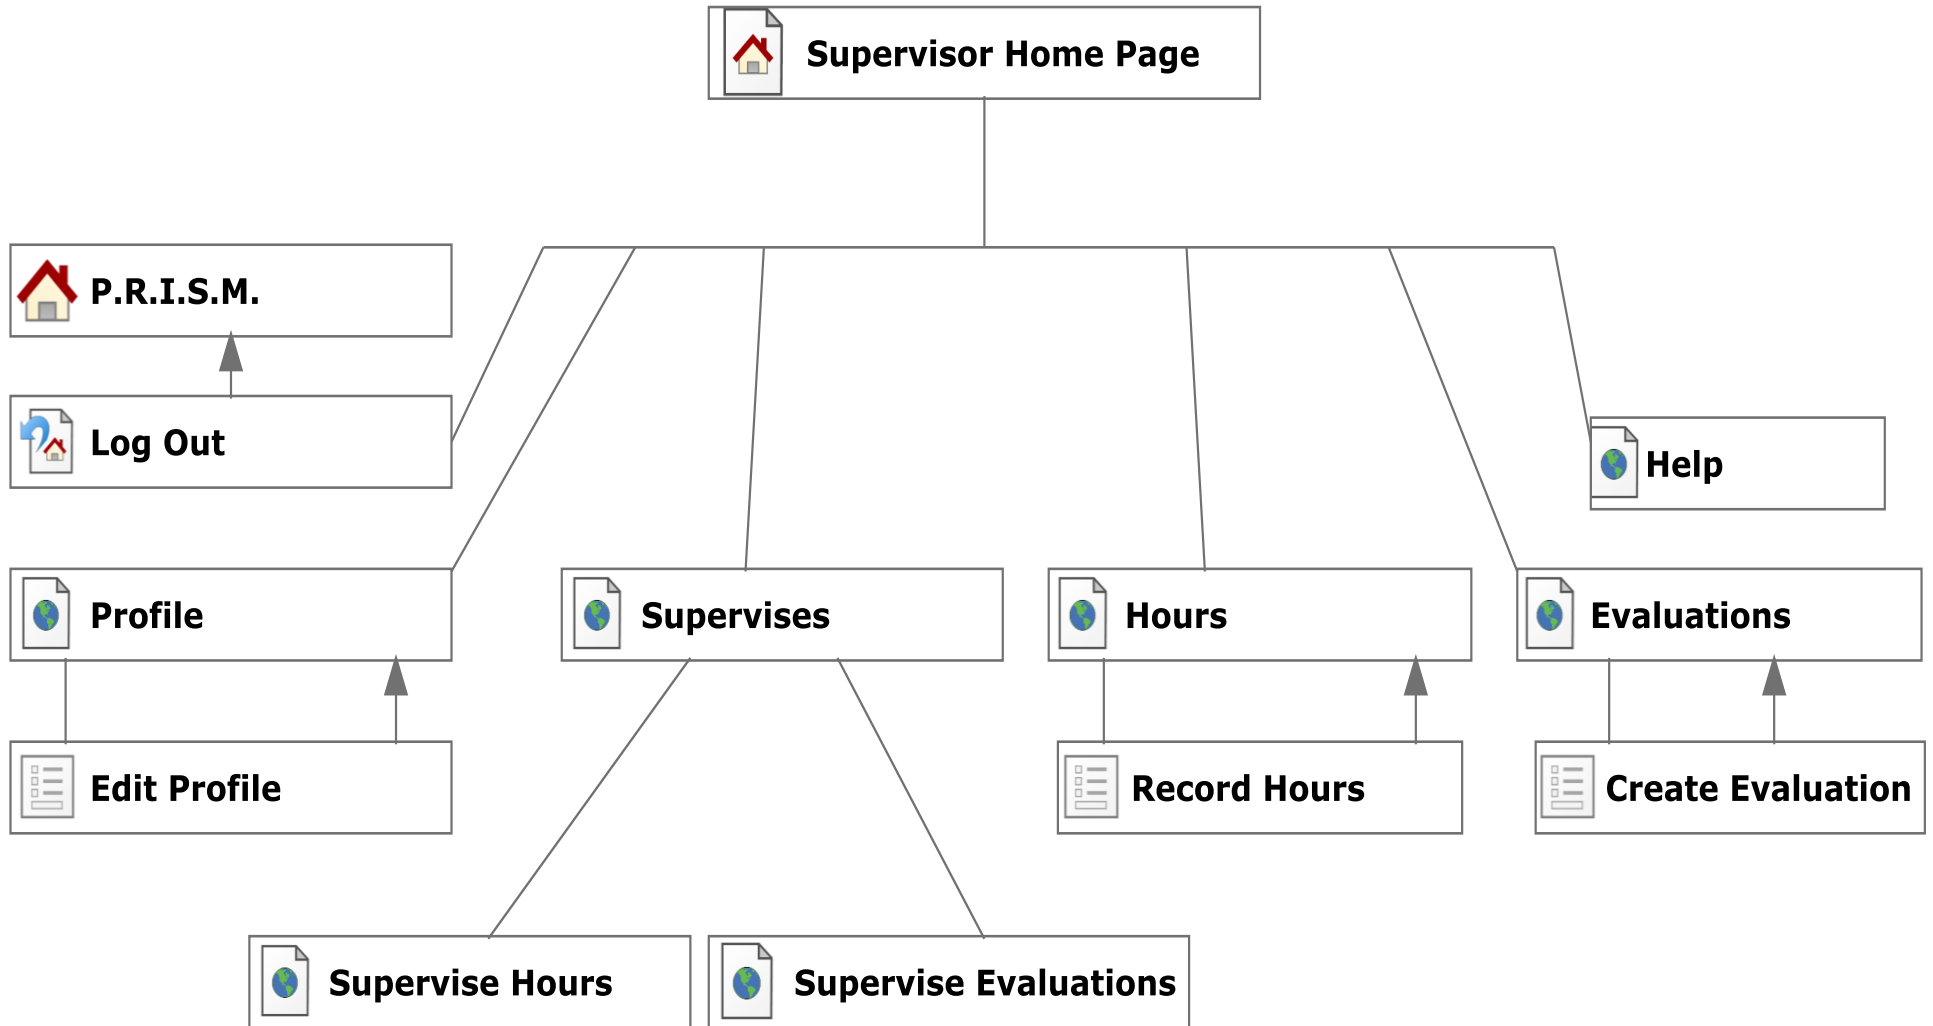 Supervisor Home Page
P.R.I.S.M.
Log Out
Help
Profile
Supervises
Hours
Evaluations
Edit Profile
Record Hours
Create Evaluation
Supervise Hours
Supervise Evaluations